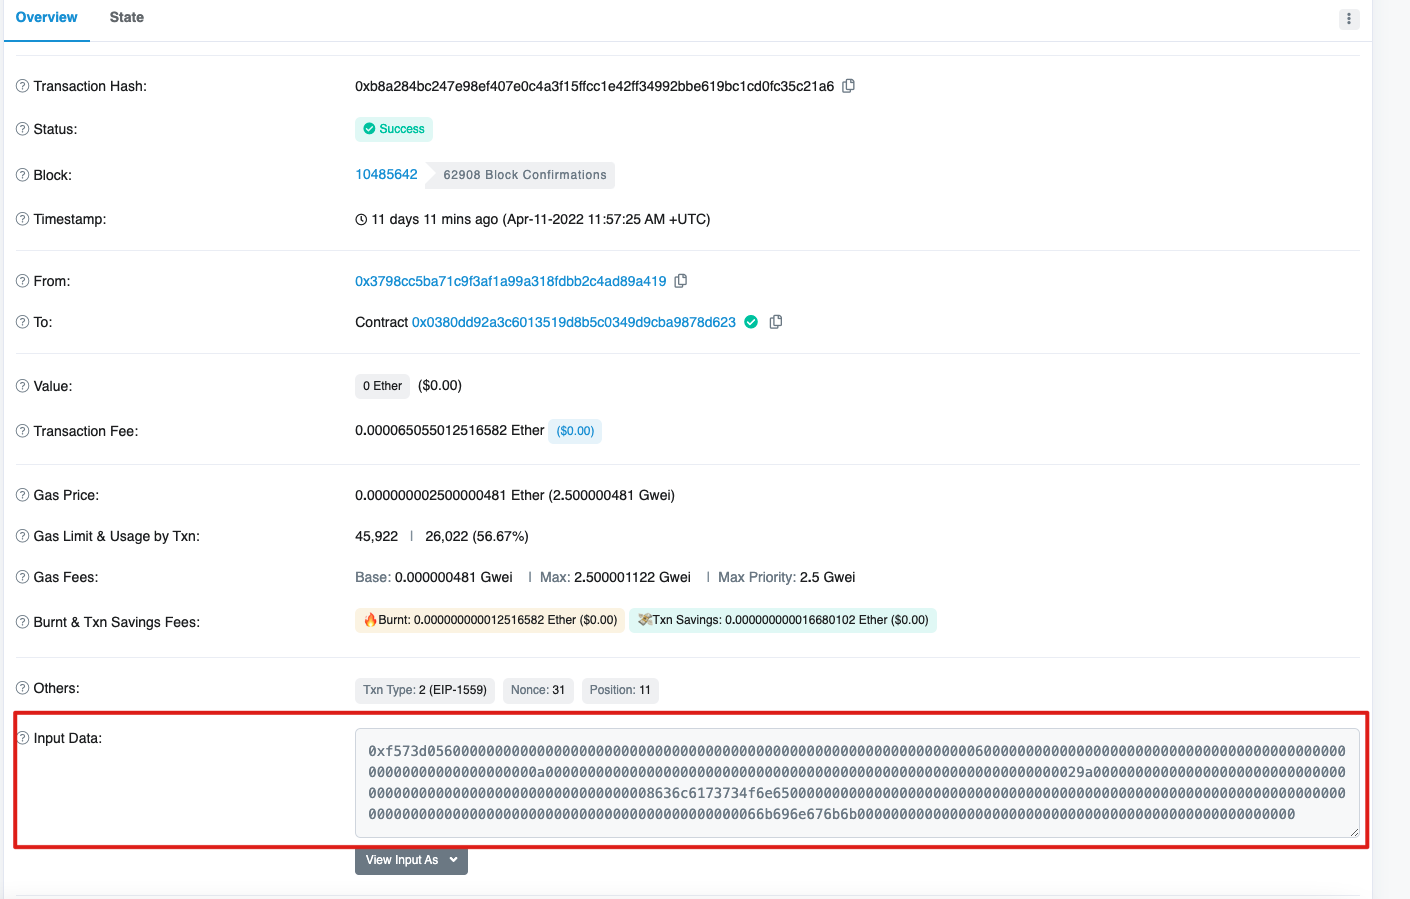 Overview
State
Transaction Hash:
0xb8a284bc247e98ef407e0c4a3f15ffcc1e42ff34992bbe619bc1cd0fc35c21a6
Status:
Success
Block:
10485642 62908 Block Confirmations
Timestamp:
11 days 11 mins ago (Apr-11-2022 11:57:25 AM +UTC)
From:
0x3798cc5ba71c9f3af1a99a318fdbb2c4ad89a419
To:
Contract 0x0380dd92a3c6013519d8b5c0349d9cba9878d623
Value:
0 Ether ($0.00)
Transaction Fee:
0.000065055012516582 Ether ($0.00)
Gas Price:
0.000000002500000481 Ether (2.500000481 Gwei)
Gas Limit & Usage by Txn:
45,922 | 26,022 (56.67%)
Gas Fees:
Base: 0.000000481 Gwei | Max: 2.500001122 Gwei | Max Priority: 2.5 Gwei
Burnt & Txn Savings Fees:
🔥Burnt: 0.000000000012516582 Ether ($0.00) 💸Txn Savings: 0.000000000016680102 Ether ($0.00)
Others:
Txn Type: 2 (EIP-1559) Nonce: 31 Position: 11
Input Data:
0xf573d0560000000000000000000000000000000000000000000000000000000000000060000000000000000000000000000000000000000000
00000000000000000000a0000000000000000000000000000000000000000000000000000000000000029a000000000000000000000000000000
0000000000000000000000000000000008636c6173734f6e65000000000000000000000000000000000000000000000000000000000000000000
00000000000000000000000000000000000000000000066b696e676b6b0000000000000000000000000000000000000000000000000000
View Input As